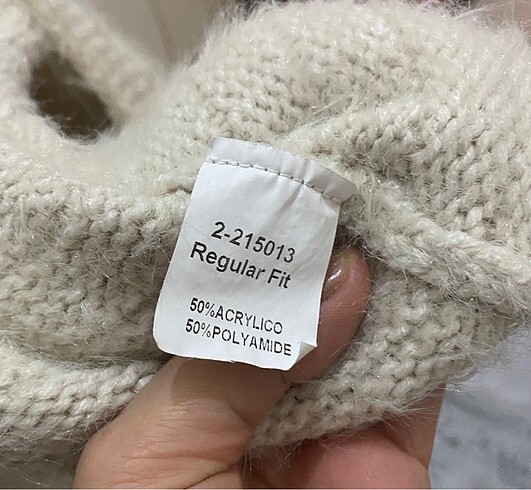 2-215013
Regular Fit
50%ACRYLICO
50%POLYAMIDE